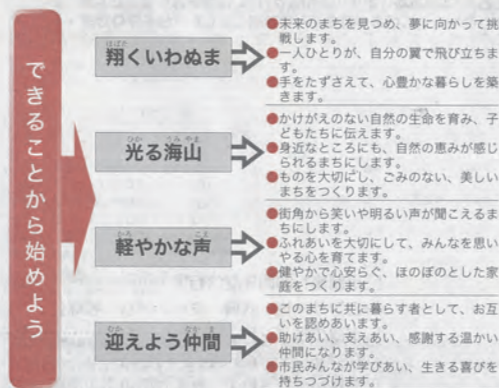 できることから始めよう
翔くいわぬま
●未来のまちを見つめ、夢に向かって挑
戦します。
●一人ひとりが、自分の翼で飛び立ちま
す。
●手をたずさえて、心豊かな暮らしを築
きます。
光る海山
●かけがえのない自然の生命を育み、子
どもたちに伝えます。
●身近なところにも、自然の恵みが感じ
られるまちにします。
●ものを大切にし、ごみのない、美しい
まちをつくります。
軽やかな声
●街角から笑いや明るい声が聞こえるま
ちにします。
●ふれあいを大切にして、みんなを思い
やる心を育てます。
●健やかで心安らぐ、ほのぼのとした家
庭をつくります。
迎えよう仲間
●このまちに共に暮らす者として、お互
いを認めあいます。
●助けあい、支えあい、感謝する温かい
仲間になります。
●市民みんなが学びあい、生きる喜びを
持ちつづけます。